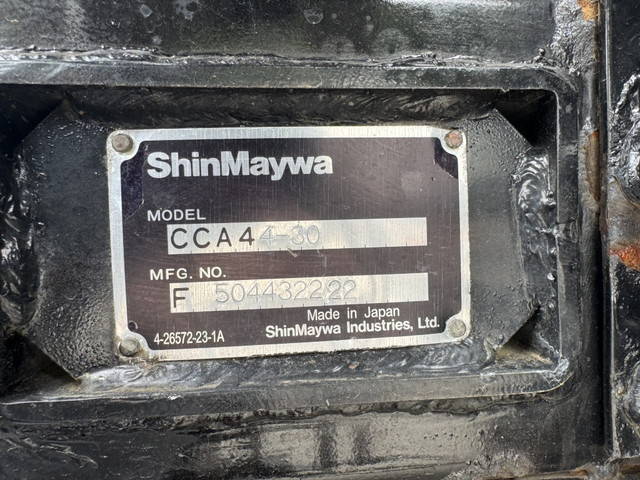 ShinMaywa
MODEL
CCA44-30
MFG. NO.
F 504432222
Made in Japan
4-26572-23-1A ShinMaywa Industries, Ltd.